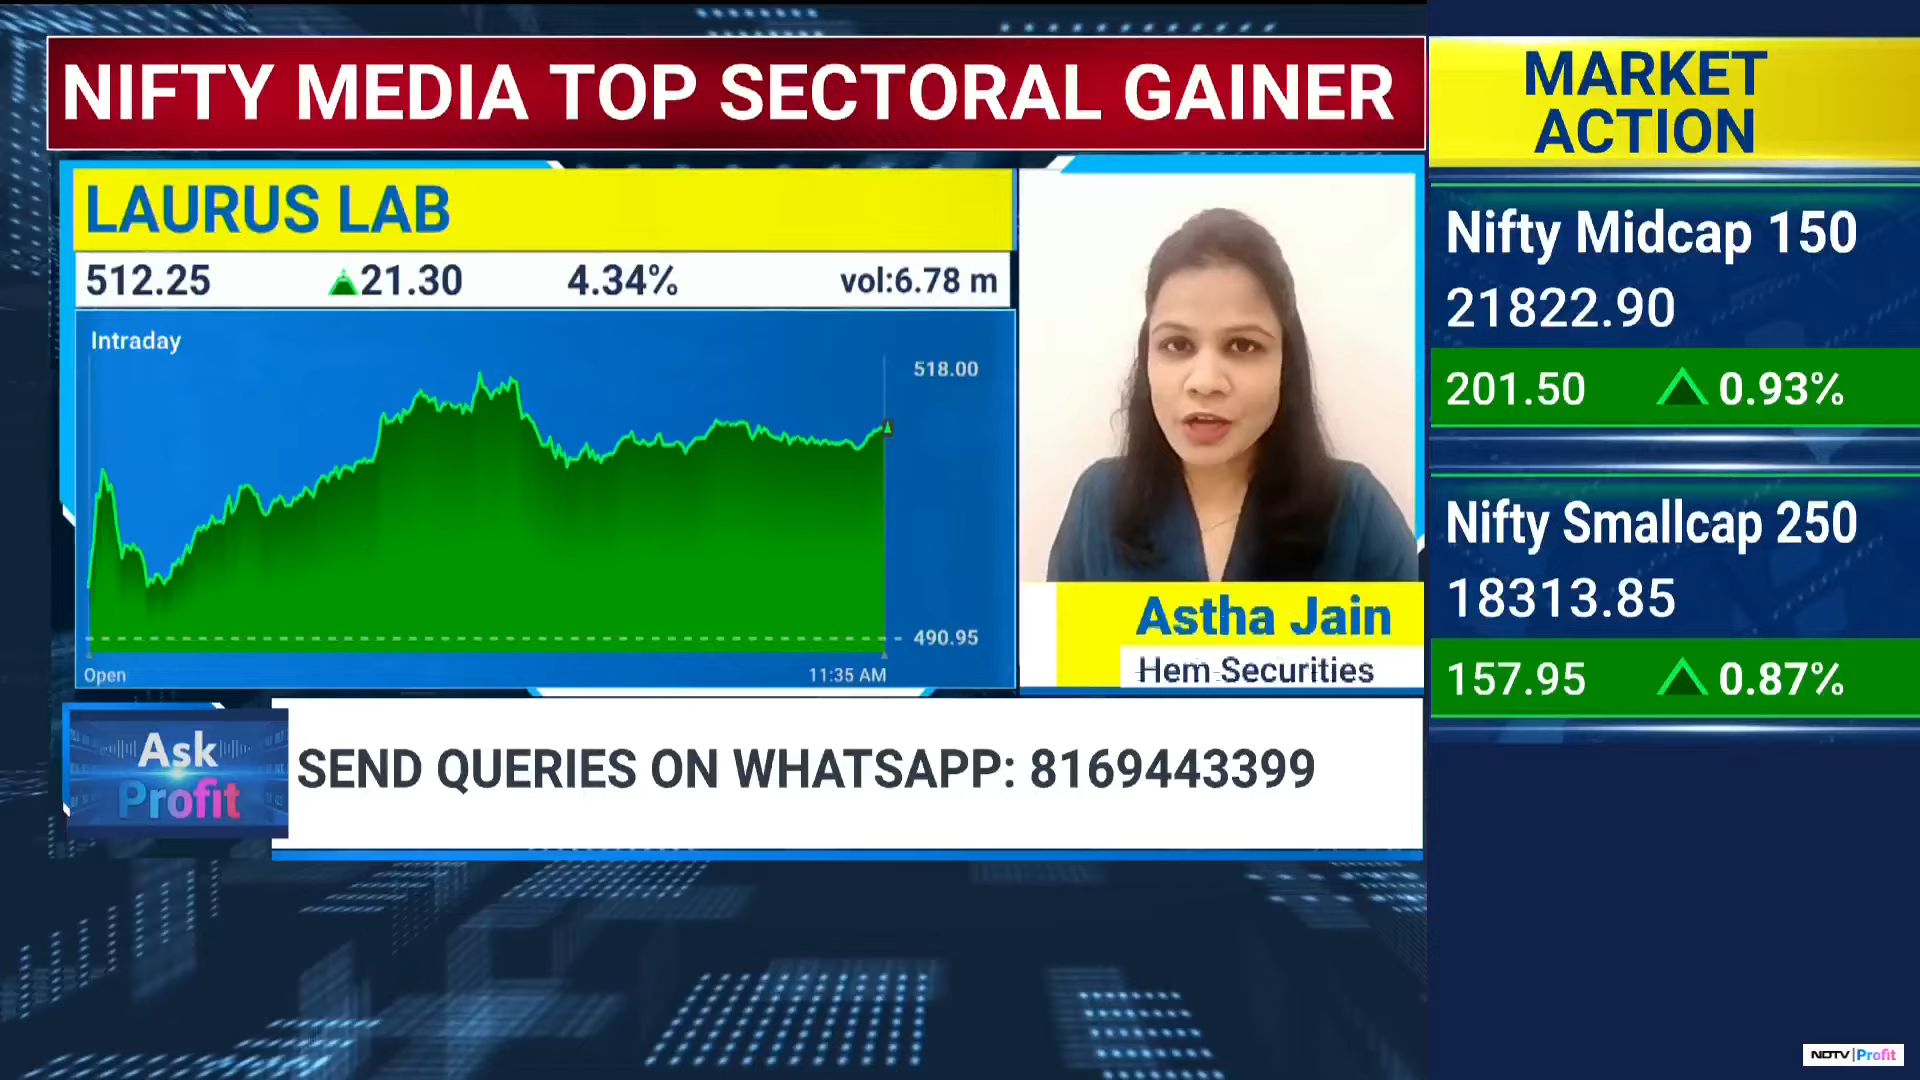 NIFTY MEDIA TOP SECTORAL GAINER
LAURUS LAB
512.25 21.30 4.34% vol:6.78 m
Intraday
518.00
490.95
Open 11:35 AM
Astha Jain
Hem Securities
Ask
Profit
SEND QUERIES ON WHATSAPP: 8169443399
MARKET
ACTION
Nifty Midcap 150
21822.90
201.50 0.93%
Nifty Smallcap 250
18313.85
157.95 0.87%
NDTV Profit